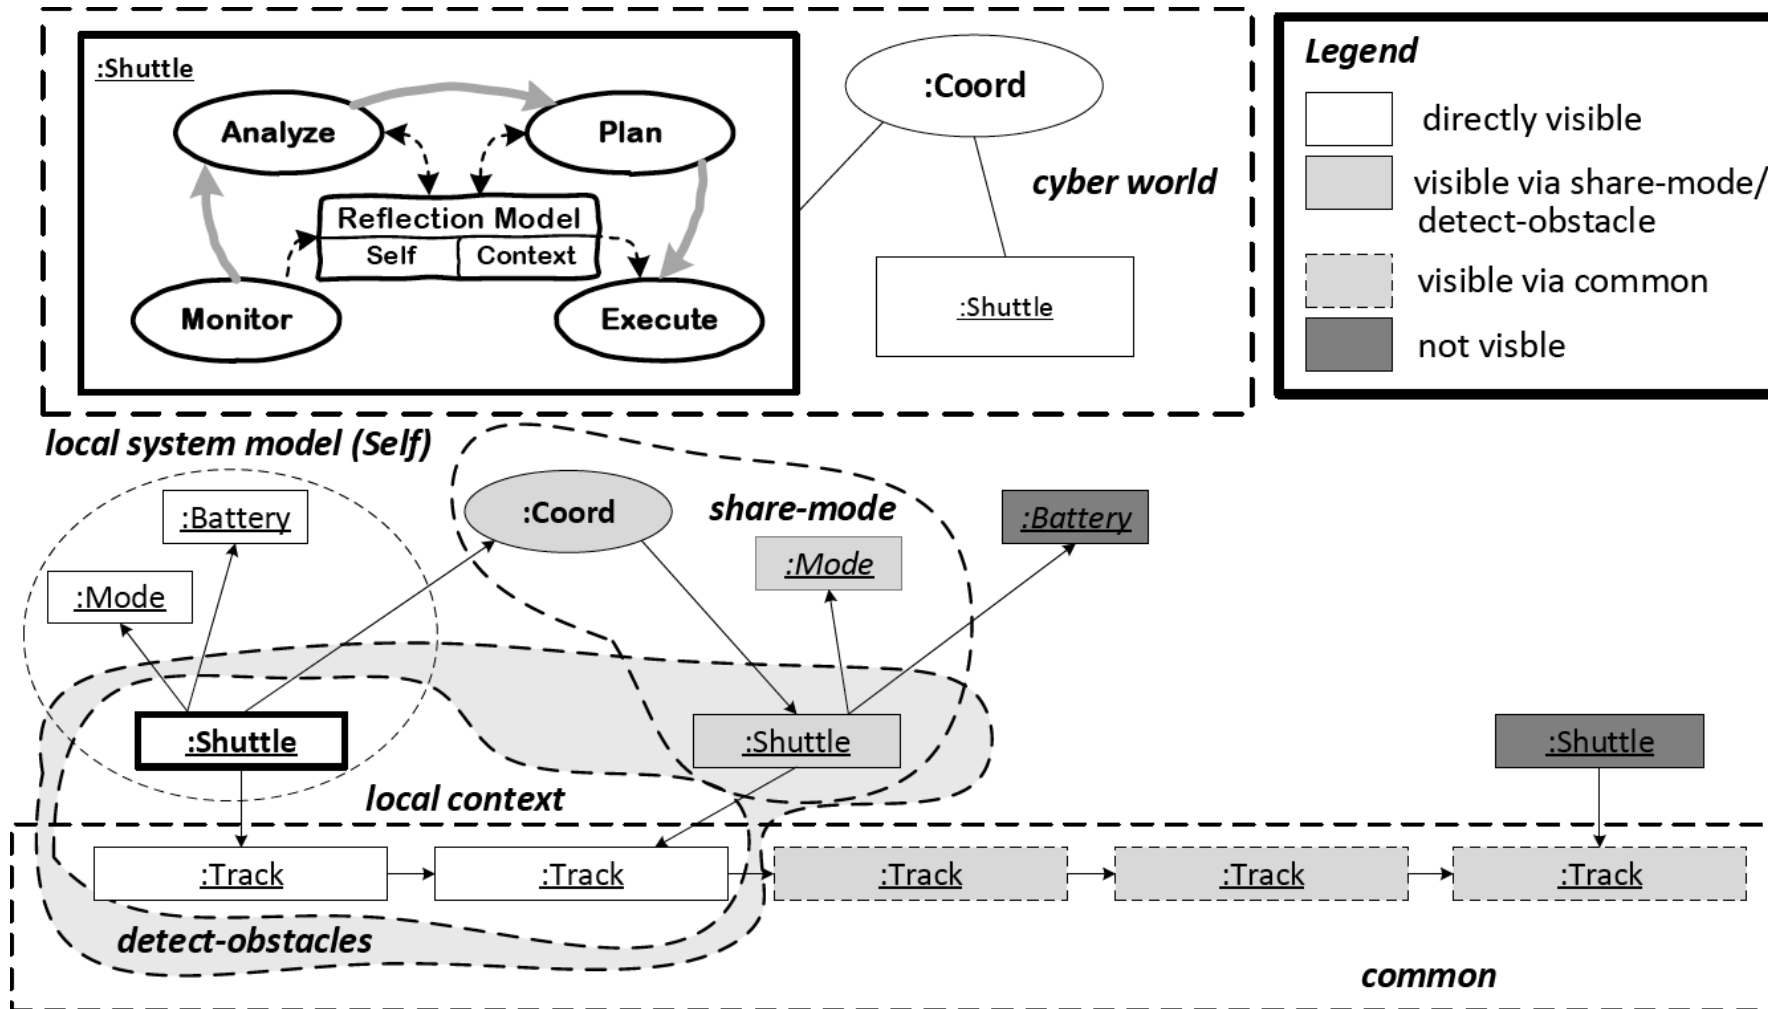 :Shuttle
Analyze
Plan
Reflection Model
Self
Context
Monitor
Execute
:Coord
cyber world
:Shuttle
Legend
directly visible
visible via share-mode/
detect-obstacle
visible via common
not visble
local system model (Self)
:Battery
:Mode
:Coord
share-mode
:Mode
:Battery
:Shuttle
:Shuttle
:Shuttle
local context
:Track
:Track
:Track
:Track
:Track
detect-obstacles
common